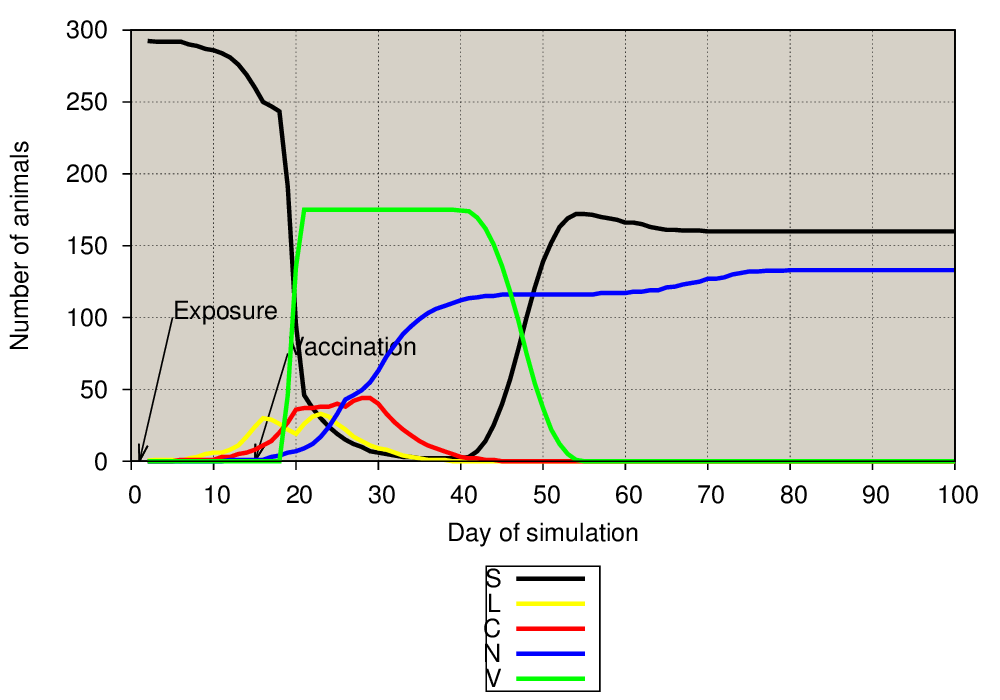 300
250
200
150
100
50
0
Number of animals
Exposure
Vaccination
0 10 20 30 40 50 60 70 80 90 100
Day of simulation
S
L
C
N
V